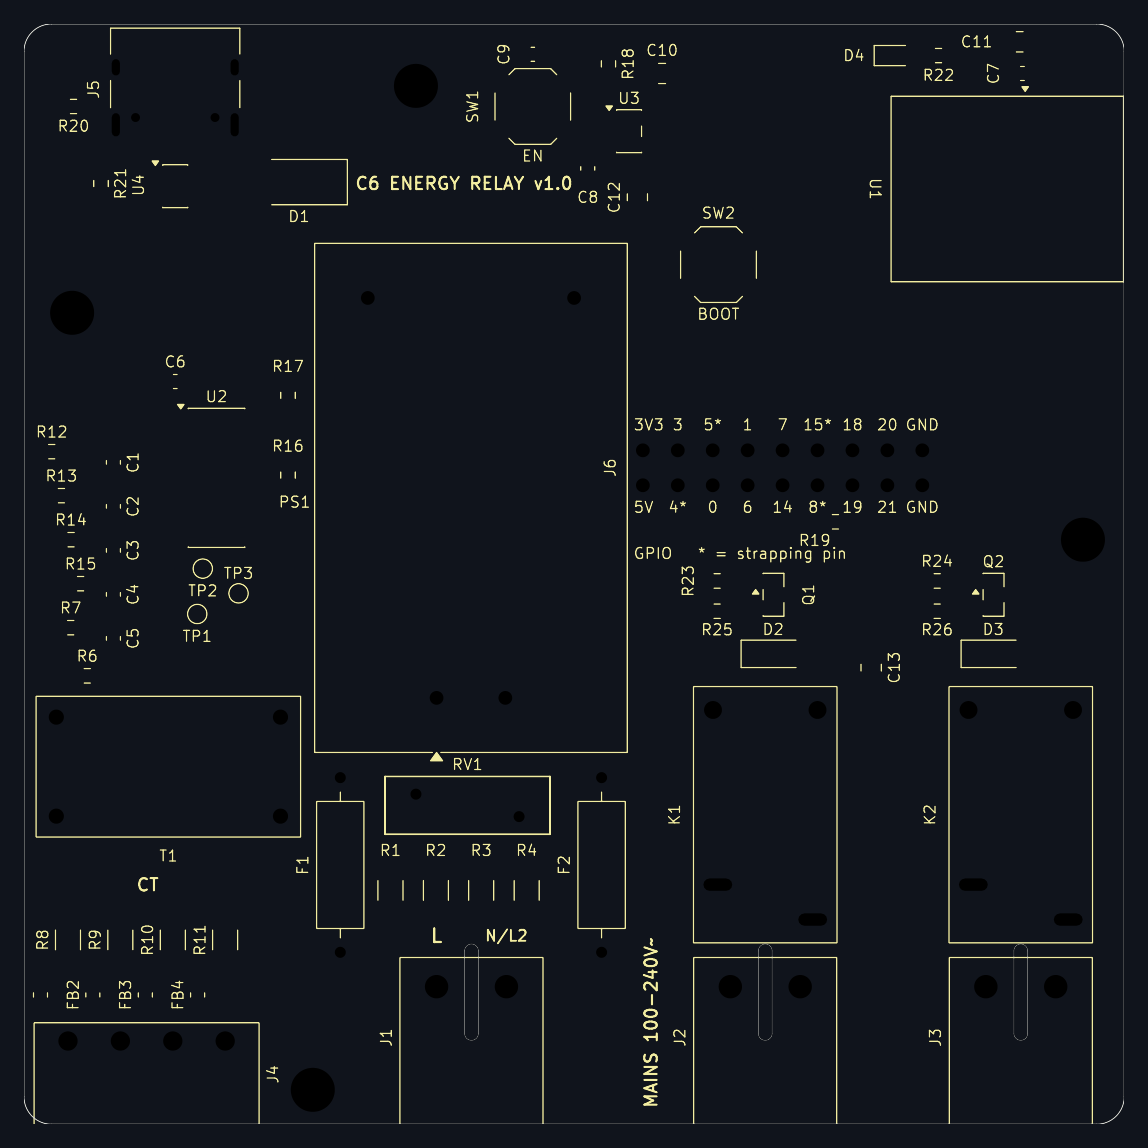 C9
R18
C10
C11
D4
R22
C7
J5
R20
SW1
U3
EN
U4
R21
D1
C6 ENERGY RELAY v1.0
C8
C12
U1
SW2
BOOT
C6
R17
U2
R12
C1
R16
J6
3V3 3 5* 1 7 15* 18 20 GND
R13
PS1
C2
5V 4* 0 6 14 8* 19 21 GND
R14
C3
R19
GPIO * = strapping pin
R15
TP3
TP2
R24
Q2
R23
C4
Q1
R7
TP1
C5
R25
D2
R26
D3
R6
C13
RV1
K1
K2
T1
R1
R2
R3
R4
F1
F2
CT
L
N/L2
R8
R9
R10
R11
FB2
FB3
FB4
MAINS 100-240V~
J1
J2
J3
J4